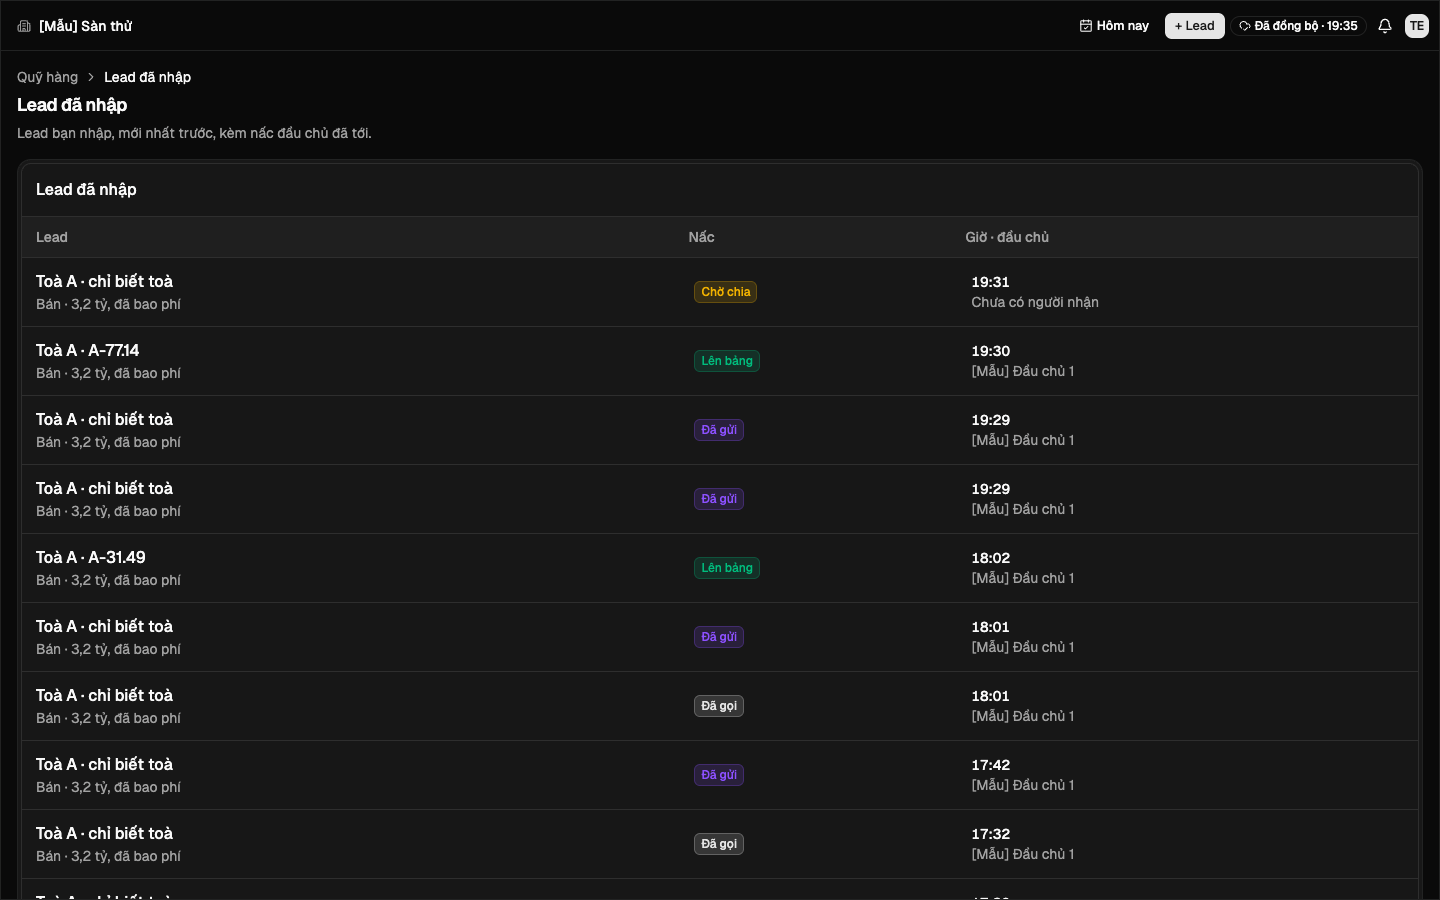 [Mẫu] Sàn thử
Hôm nay
+ Lead
Đã đồng bộ · 19:35
TE
Quỹ hàng > Lead đã nhập
Lead đã nhập
Lead bạn nhập, mới nhất trước, kèm nấc đầu chủ đã tới.
Lead đã nhập
Lead Nấc Giờ · đầu chủ
Toà A · chỉ biết toà
Bán · 3,2 tỷ, đã bao phí
Chờ chia
19:31
Chưa có người nhận
Toà A · A-77.14
Bán · 3,2 tỷ, đã bao phí
Lên bảng
19:30
[Mẫu] Đầu chủ 1
Toà A · chỉ biết toà
Bán · 3,2 tỷ, đã bao phí
Đã gửi
19:29
[Mẫu] Đầu chủ 1
Toà A · chỉ biết toà
Bán · 3,2 tỷ, đã bao phí
Đã gửi
19:29
[Mẫu] Đầu chủ 1
Toà A · A-31.49
Bán · 3,2 tỷ, đã bao phí
Lên bảng
18:02
[Mẫu] Đầu chủ 1
Toà A · chỉ biết toà
Bán · 3,2 tỷ, đã bao phí
Đã gửi
18:01
[Mẫu] Đầu chủ 1
Toà A · chỉ biết toà
Bán · 3,2 tỷ, đã bao phí
Đã gọi
18:01
[Mẫu] Đầu chủ 1
Toà A · chỉ biết toà
Bán · 3,2 tỷ, đã bao phí
Đã gửi
17:42
[Mẫu] Đầu chủ 1
Toà A · chỉ biết toà
Bán · 3,2 tỷ, đã bao phí
Đã gọi
17:32
[Mẫu] Đầu chủ 1